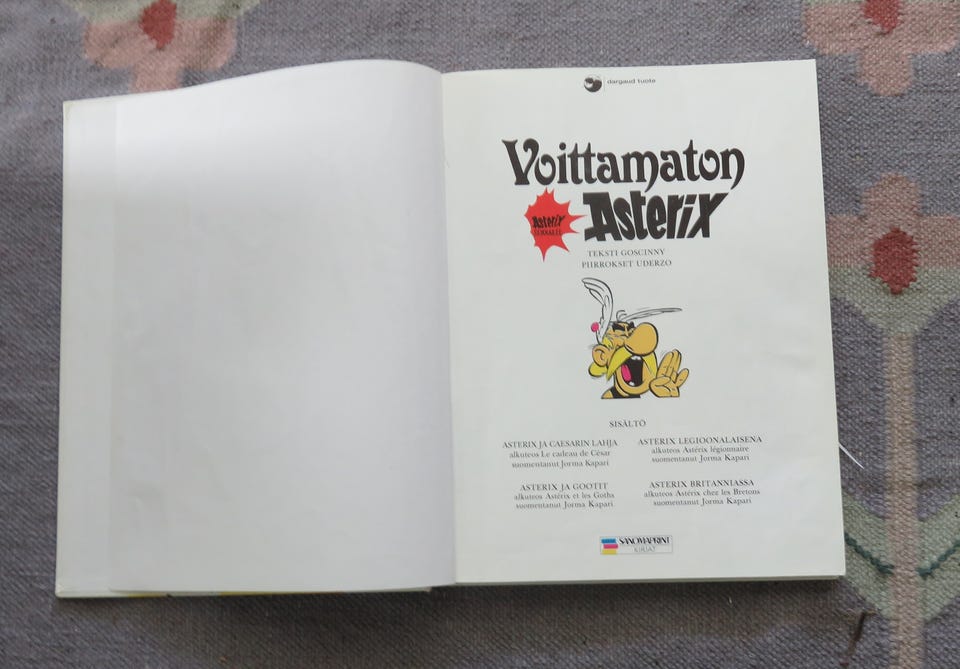 dargaud tuote
Voittamaton
Asterix
Asterix
TEKSTI GOSCINNY
PIIRROKSET UDERZO
SISÄLTÖ
ASTERIX JA CAESARIN LAHJA
alkuteos Le cadeau de César
suomentanut Jorma Kapari
ASTERIX LEGIOONALAISENA
alkuteos Astérix légionnaire
suomentanut Jorma Kapari
ASTERIX JA GOOTIT
alkuteos Astérix et les Goths
suomentanut Jorma Kapari
ASTERIX BRITANNIASSA
alkuteos Astérix chez les Bretons
suomentanut Jorma Kapari
SANOMAPRINT
KIRJAT